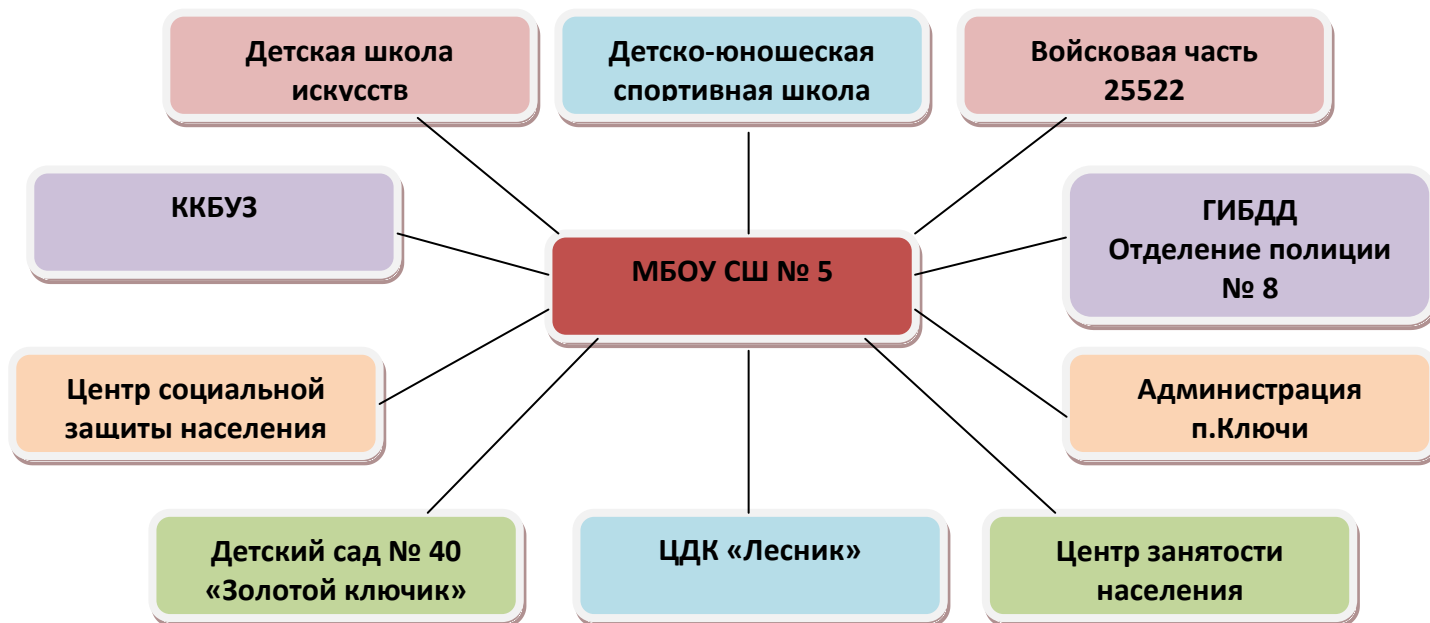 Детская школа
искусств
Детско-юношеская
спортивная школа
Войсковая часть
25522
ККБУЗ
ГИБДД
Отделение полиции
№ 8
МБОУ СШ № 5
Центр социальной
защиты населения
Администрация
п.Ключи
Детский сад № 40
«Золотой ключик»
ЦДК «Лесник»
Центр занятости
населения